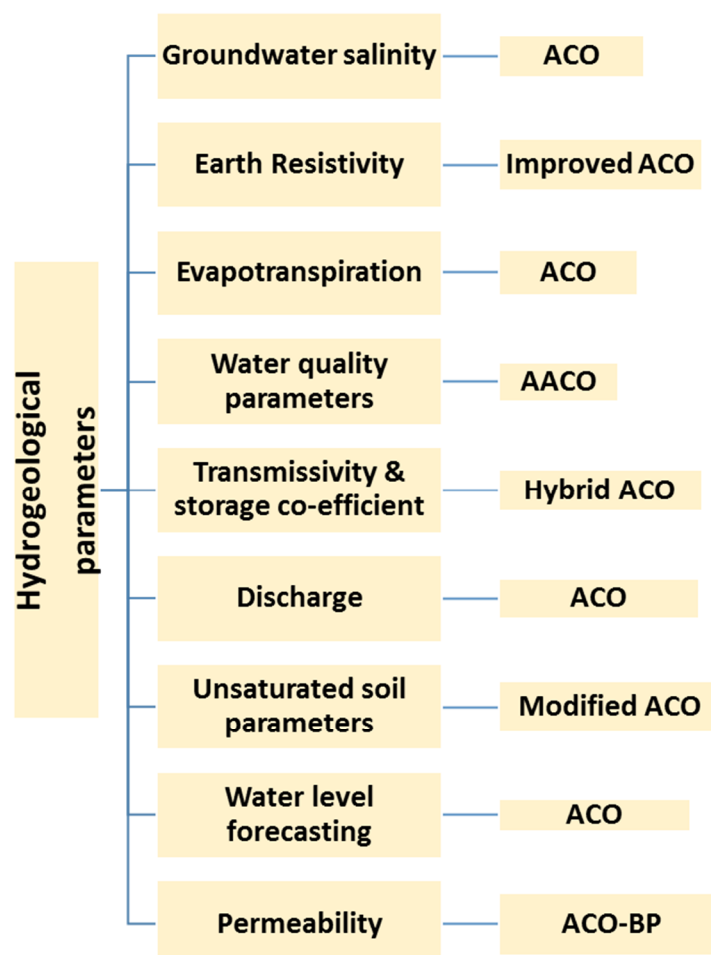 Hydrogeological
parameters
Groundwater salinity
ACO
Earth Resistivity
Improved ACO
Evapotranspiration
ACO
Water quality
parameters
AACO
Transmissivity &
storage co-efficient
Hybrid ACO
Discharge
ACO
Unsaturated soil
parameters
Modified ACO
Water level
forecasting
ACO
Permeability
ACO-BP